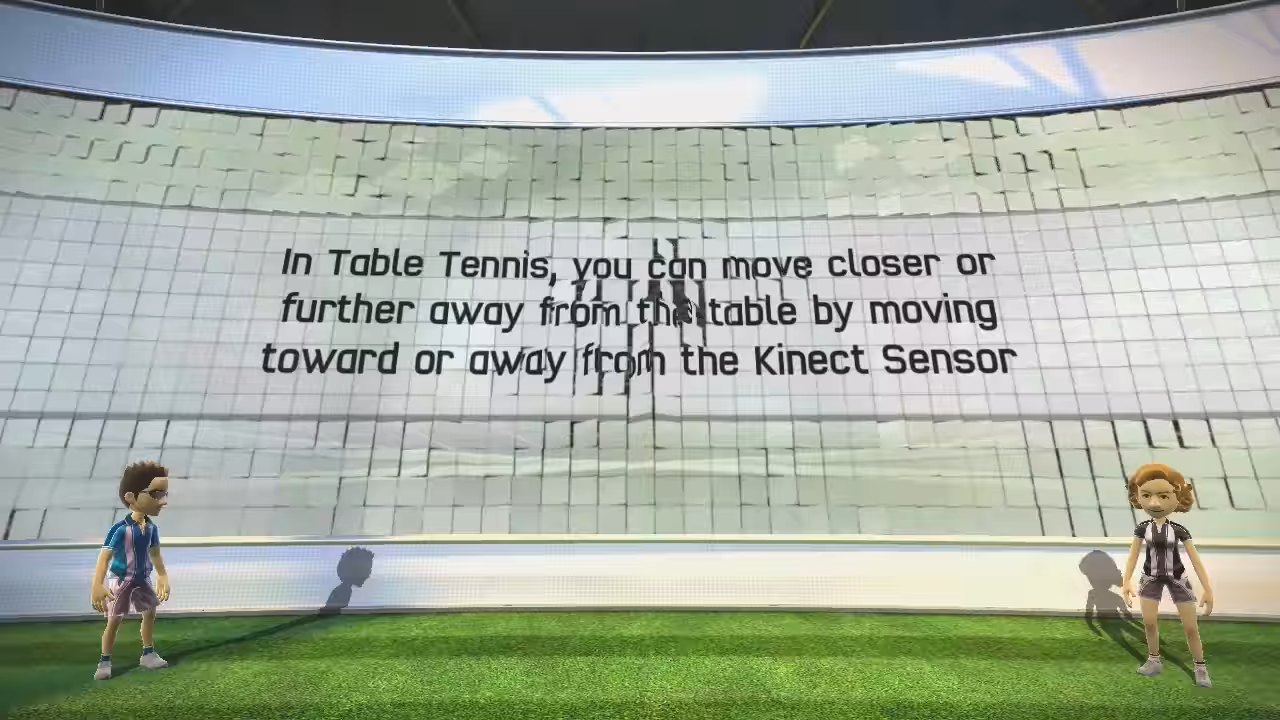 In Table Tennis, you can move closer or
further away from the table by moving
toward or away from the Kinect Sensor